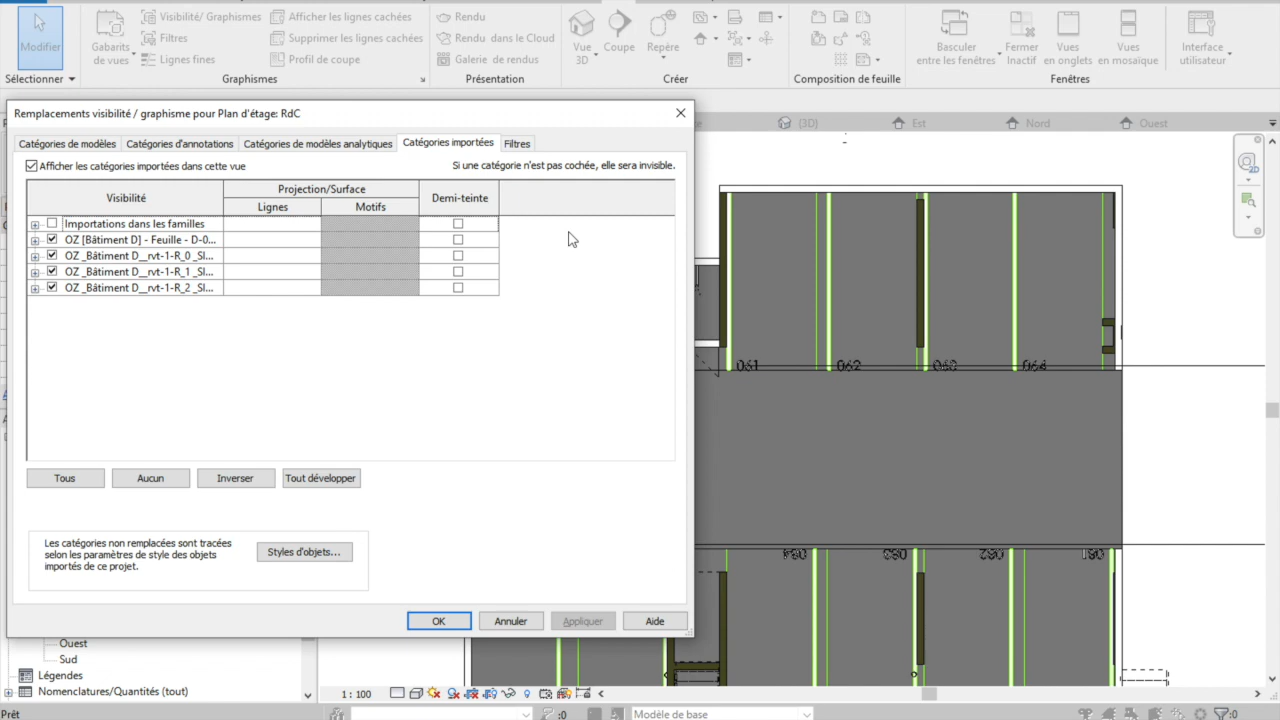 Modifier
Sélectionner
Gabarits
de vues
Visibilité/ Graphismes
Filtres
Lignes fines
Afficher les lignes cachées
Supprimer les lignes cachées
Profil de coupe
Graphismes
Rendu
Rendu dans le Cloud
Galerie de rendus
Présentation
Vue
3D
Coupe
Repère
Créer
Composition de feuille
Basculer
entre les fenêtres
Fermer
Inactif
Vues
en onglets
Vues
en mosaïque
Fenêtres
Interface
utilisateur
(3D)
Est
Nord
Ouest
Remplacements visibilité / graphisme pour Plan d'étage: RdC
Catégories de modèles
Catégories d'annotations
Catégories de modèles analytiques
Catégories importées
Filtres
Afficher les catégories importées dans cette vue
Si une catégorie n'est pas cochée, elle sera invisible.
Visibilité
Projection/Surface
Lignes
Motifs
Demi-teinte
Importations dans les familles
OZ [Bâtiment D] - Feuille - D-0...
OZ _Bâtiment D__rvt-1-R_0 _Sl...
OZ _Bâtiment D__rvt-1-R_1 _Sl...
OZ _Bâtiment D__rvt-1-R_2 _Sl...
Tous
Aucun
Inverser
Tout développer
Les catégories non remplacées sont tracées
selon les paramètres de style des objets
importés de ce projet.
Styles d'objets...
OK
Annuler
Appliquer
Aide
2D
061
062
063
064
Ouest
Sud
Légendes
Nomenclatures/Quantités (tout)
1 : 100
Prêt
:0
Modèle de base
:0